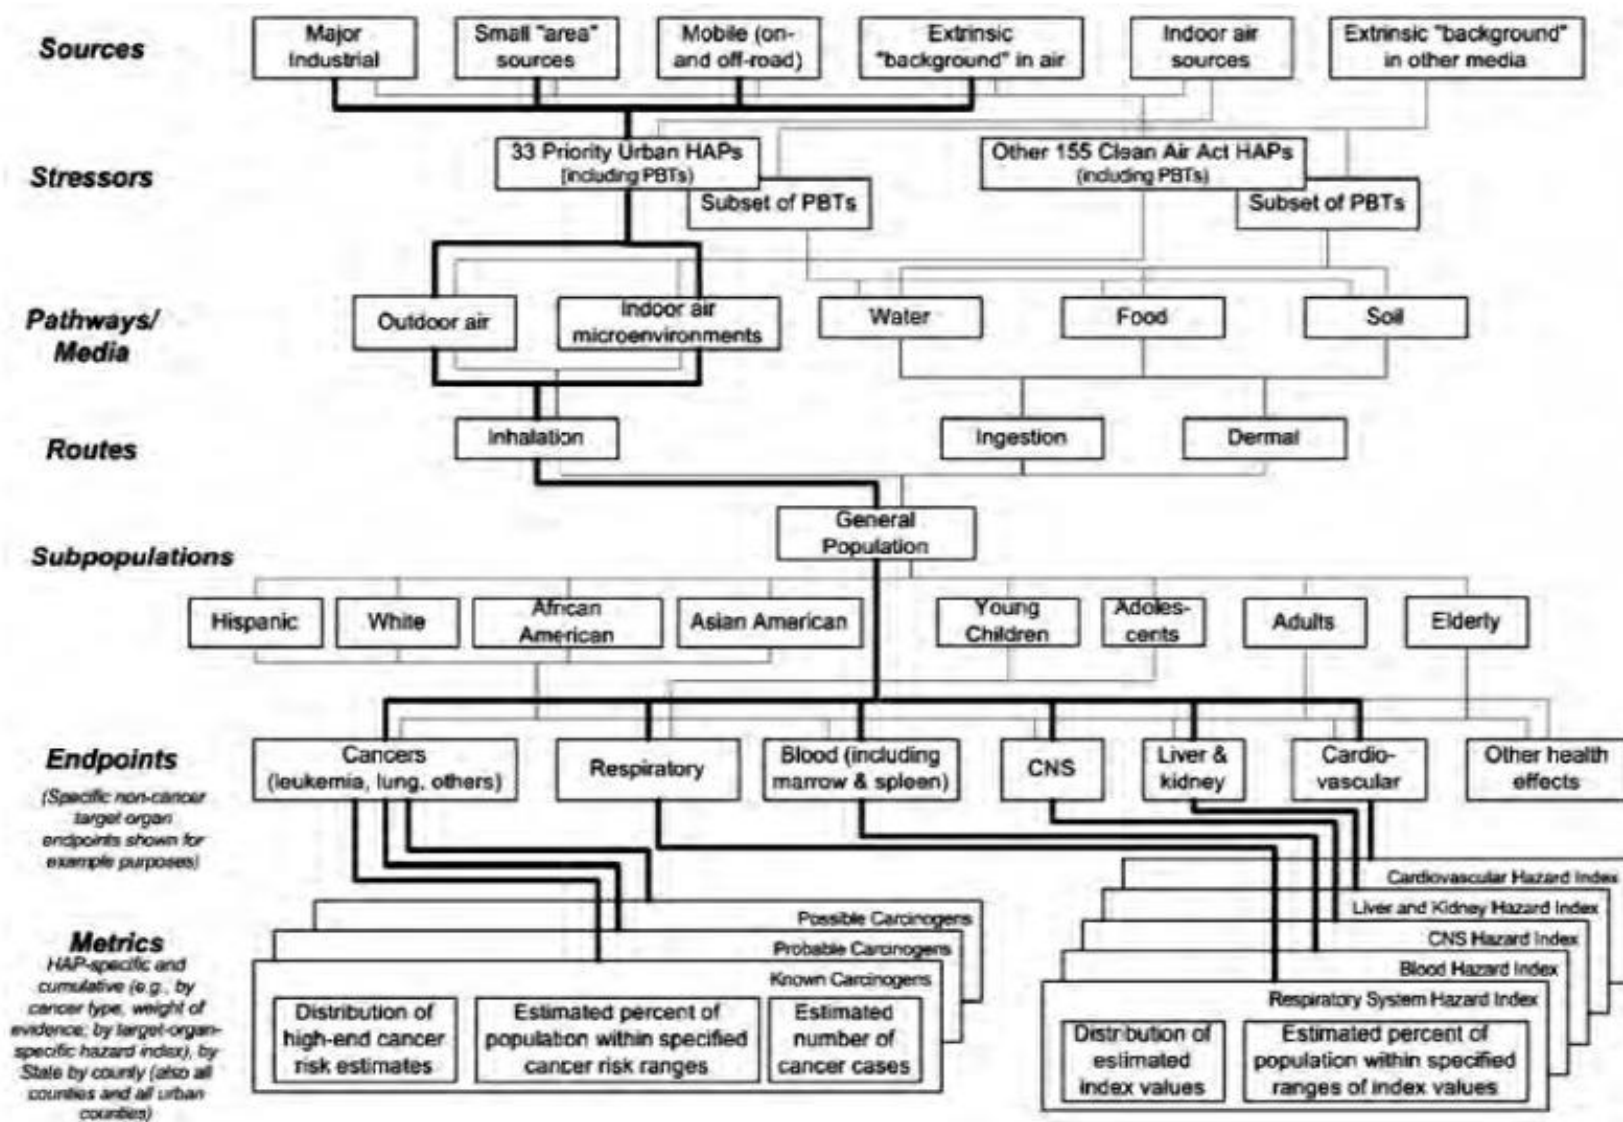 Sources
Major
Industrial
Small "area"
sources
Mobile (on-
and off-road)
Extrinsic
"background" in air
Indoor air
sources
Extrinsic "background"
in other media
Stressors
33 Priority Urban HAPs
(including PBTs)
Subset of PBTs
Other 155 Clean Air Act HAPs
(including PBTs)
Subset of PBTs
Pathways/
Media
Outdoor air
Indoor air
microenvironments
Water
Food
Soil
Routes
Inhalation
Ingestion
Dermal
General
Population
Subpopulations
Hispanic
White
African
American
Asian American
Young
Children
Adoles-
cents
Adults
Elderly
Endpoints
(Specific non-cancer
target organ
endpoints shown for
example purposes)
Cancers
(leukemia, lung, others)
Respiratory
Blood (including
marrow & spleen)
CNS
Liver &
kidney
Cardio-
vascular
Other health
effects
Metrics
HAP-specific and
cumulative (e.g., by
cancer type, weight of
evidence; by target-organ-
specific hazard index), by
State by county (also all
counties and all urban
counties)
Possible Carcinogens
Probable Carcinogens
Known Carcinogens
Distribution of
high-end cancer
risk estimates
Estimated percent of
population within specified
cancer risk ranges
Estimated
number of
cancer cases
Cardiovascular Hazard Index
Liver and Kidney Hazard Index
CNS Hazard Index
Blood Hazard Index
Respiratory System Hazard Index
Distribution of
estimated
index values
Estimated percent of
population within specified
ranges of index values